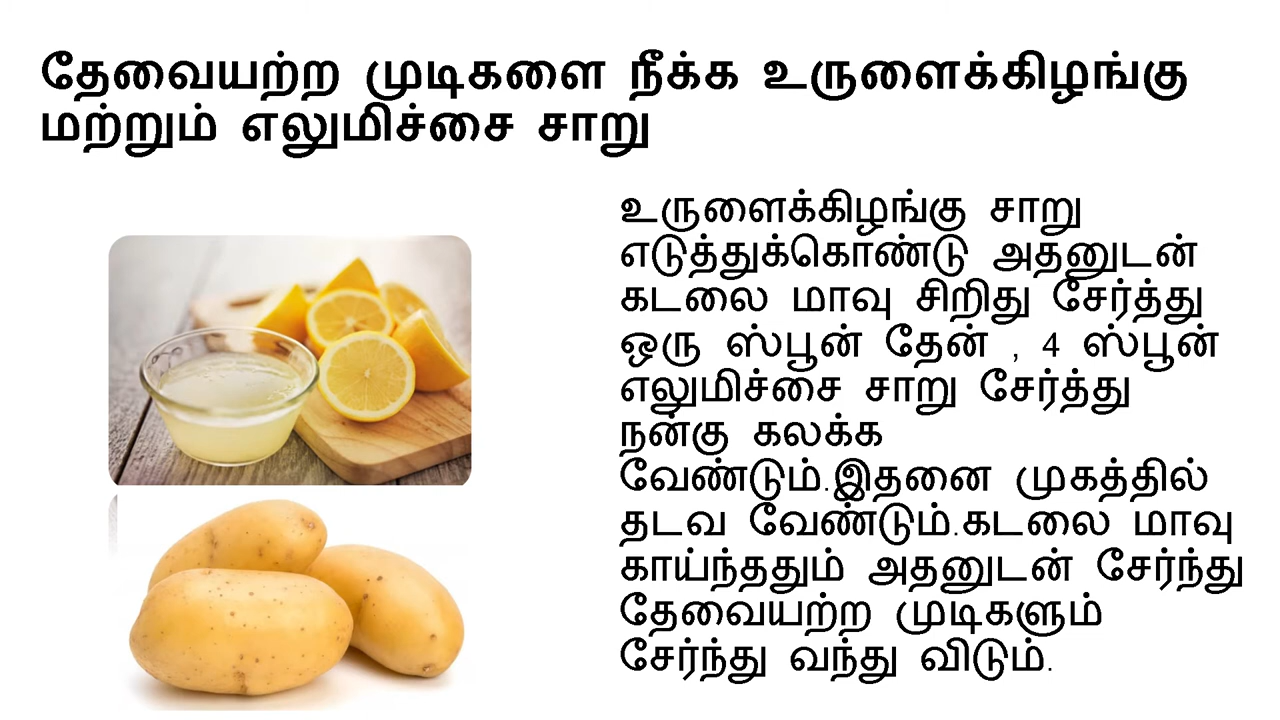 தேவையற்ற முடிகளை நீக்க உருளைக்கிழங்கு
மற்றும் எலுமிச்சை சாறு
உருளைக்கிழங்கு சாறு
எடுத்துக்கொண்டு அதனுடன்
கடலை மாவு சிறிது சேர்த்து
ஒரு ஸ்பூன் தேன் , 4 ஸ்பூன்
எலுமிச்சை சாறு சேர்த்து
நன்கு கலக்க
வேண்டும்.இதனை முகத்தில்
தடவ வேண்டும்.கடலை மாவு
காய்ந்ததும் அதனுடன் சேர்ந்து
தேவையற்ற முடிகளும்
சேர்ந்து வந்து விடும்.